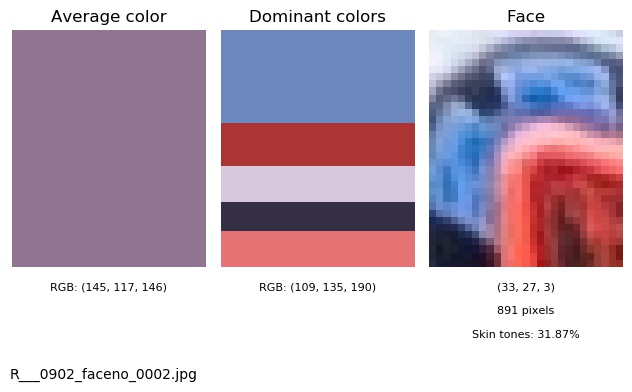 Average color
Dominant colors
Face
RGB: (145, 117, 146)
RGB: (109, 135, 190)
(33, 27, 3)
891 pixels
Skin tones: 31.87%
R___0902_faceno_0002.jpg